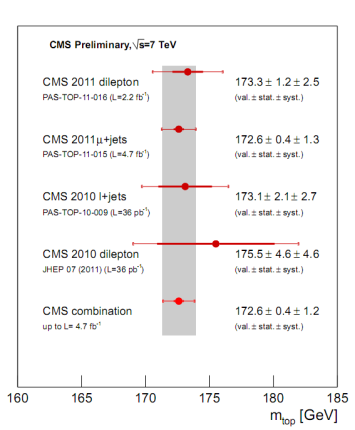 CMS Preliminary, √s=7 TeV
CMS 2011 dilepton 173.3 ± 1.2 ± 2.5
PAS-TOP-11-016 (L=2.2 fb⁻¹) (val. ± stat. ± syst.)
CMS 2011 μ+jets 172.6 ± 0.4 ± 1.3
PAS-TOP-11-015 (L=4.7 fb⁻¹) (val. ± stat. ± syst.)
CMS 2010 l+jets 173.1 ± 2.1 ± 2.7
PAS-TOP-10-009 (L=36 pb⁻¹) (val. ± stat. ± syst.)
CMS 2010 dilepton 175.5 ± 4.6 ± 4.6
JHEP 07 (2011) (L=36 pb⁻¹) (val. ± stat. ± syst.)
CMS combination 172.6 ± 0.4 ± 1.2
up to L= 4.7 fb⁻¹ (val. ± stat. ± syst.)
160 165 170 175 180 185
m_top [GeV]